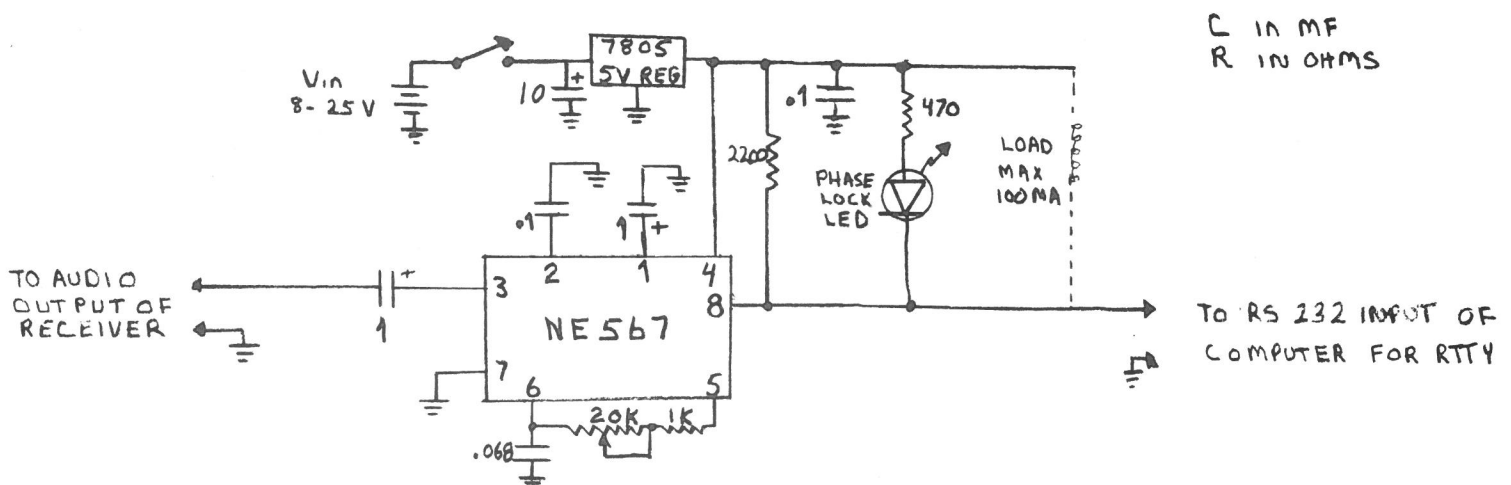 C IN MF
R IN OHMS
7805
5V REG
Vin
8-25V
10
+
.1
470
2200
LOAD
MAX
100MA
PHASE
LOCK
LED
.1
1
+
TO AUDIO
OUTPUT OF
RECEIVER
+
1
3
2
1
4
8
NE567
7
6
5
20K
1K
.068
TO RS 232 INPUT OF
COMPUTER FOR RTTY